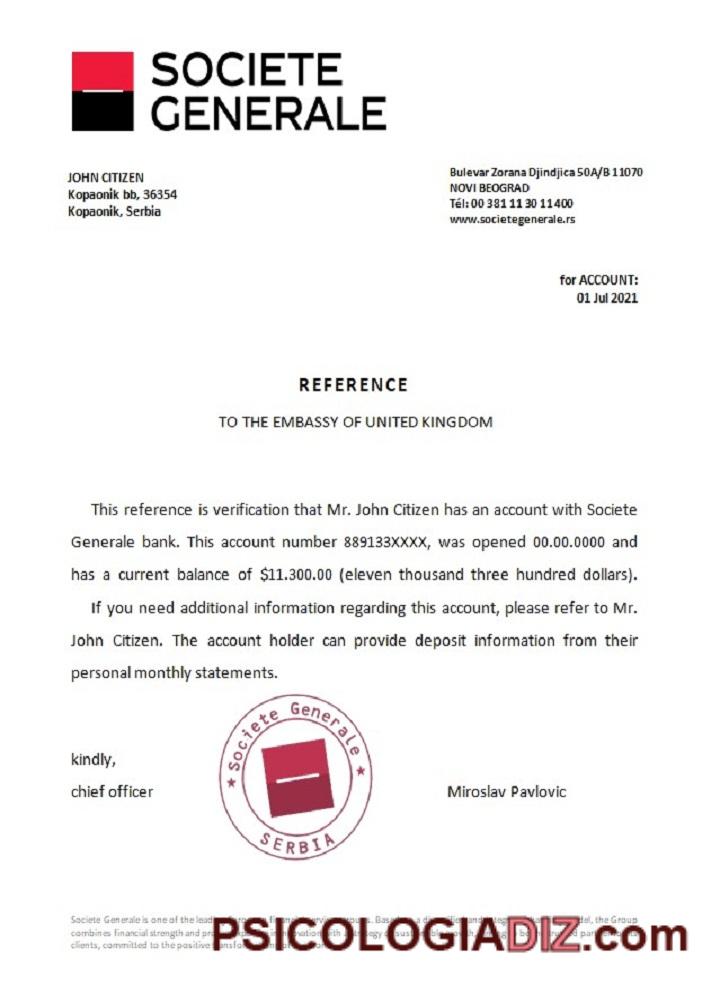 SOCIETE
GENERALE
JOHN CITIZEN
Kopaonik bb, 36354
Kopaonik, Serbia
Bulevar Zorana Djindjica 50A/B 11070
NOVI BEOGRAD
Tél: 00 381 11 30 11400
www.societegenerale.rs
for ACCOUNT:
01 Jul 2021
REFERENCE
TO THE EMBASSY OF UNITED KINGDOM
This reference is verification that Mr. John Citizen has an account with Societe
Generale bank. This account number 889133XXXX, was opened 00.00.0000 and
has a current balance of $11.300.00 (eleven thousand three hundred dollars).
If you need additional information regarding this account, please refer to Mr.
John Citizen. The account holder can provide deposit information from their
personal monthly statements.
Societe Generale
SERBIA
kindly,
chief officer
Miroslav Pavlovic
Societe Generale is one of the the Group
combines financial strength and
clients, committed to the positive
PSICOLOGIADIZ.com